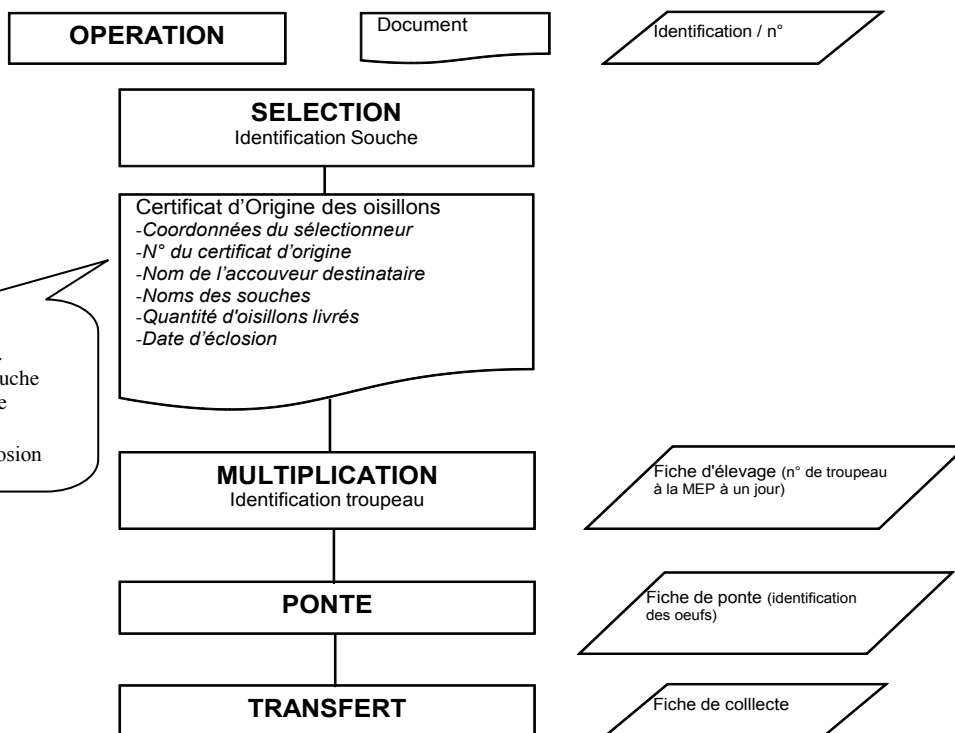 OPERATION
Document
Identification / n°
SELECTION
Identification Souche
Certificat d'Origine des oisillons
-Coordonnées du sélectionneur
-N° du certificat d'origine
-Nom de l'accouveur destinataire
-Noms des souches
-Quantité d'oisillons livrés
-Date d'éclosion
MULTIPLICATION
Identification troupeau
Fiche d'élevage (n° de troupeau
à la MEP à un jour)
PONTE
Fiche de ponte (identification
des oeufs)
TRANSFERT
Fiche de colllecte